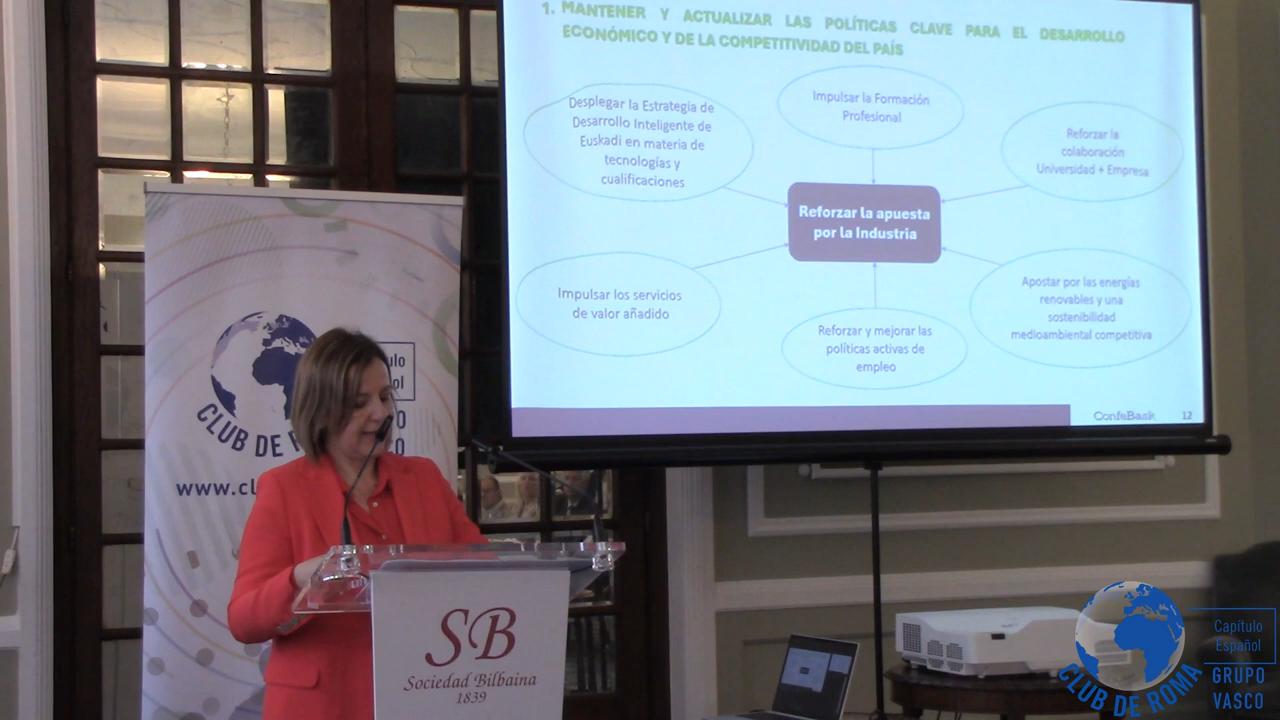 1. MANTENER Y ACTUALIZAR LAS POLÍTICAS CLAVE PARA EL DESARROLLO
ECONÓMICO Y DE LA COMPETITIVIDAD DEL PAÍS
Desplegar la Estrategia de
Desarrollo Inteligente de
Euskadi en materia de
tecnologías y
cualificaciones
Impulsar la Formación
Profesional
Reforzar la
colaboración
Universidad + Empresa
Reforzar la apuesta
por la Industria
Impulsar los servicios
de valor añadido
Reforzar y mejorar las
políticas activas de
empleo
Apostar por las energías
renovables y una
sostenibilidad
medioambiental competitiva
ConfeBask 12
CLUB DE
www.cl
SB
Sociedad Bilbaina
1839
CLUB DE ROMA
Capítulo
Español
GRUPO
VASCO